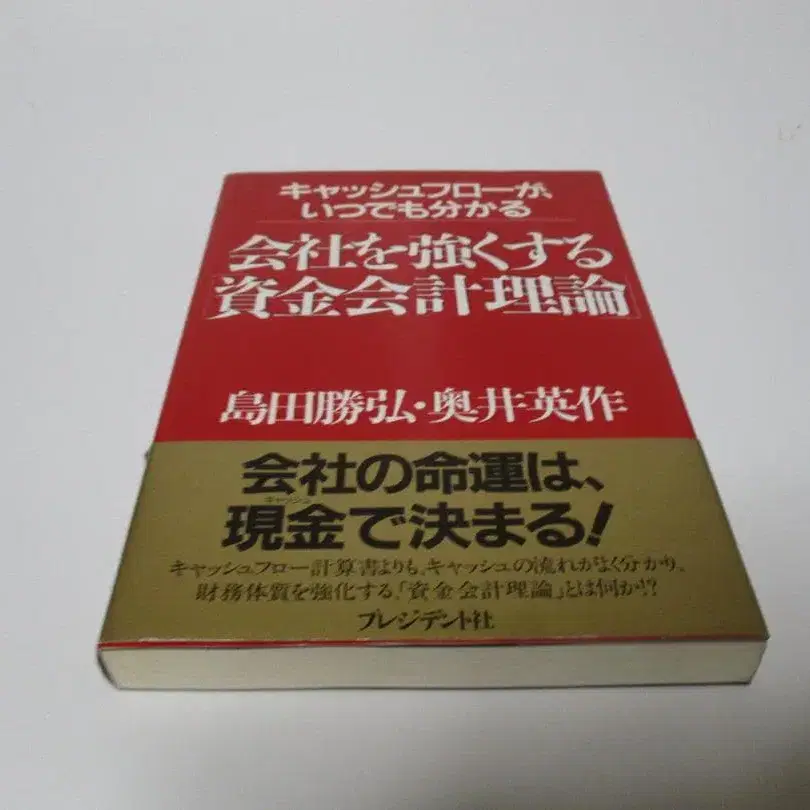 キャッシュフローが、
いつでも分かる
会社を強くする
「資金会計理論」
島田勝弘・奥井英作
会社の命運は、
現金で決まる!
キャッシュ
キャッシュフロー計算書よりも、キャッシュの流れがよく分かり、
財務体質を強化する、「資金会計理論」とは何か!?
プレジデント社